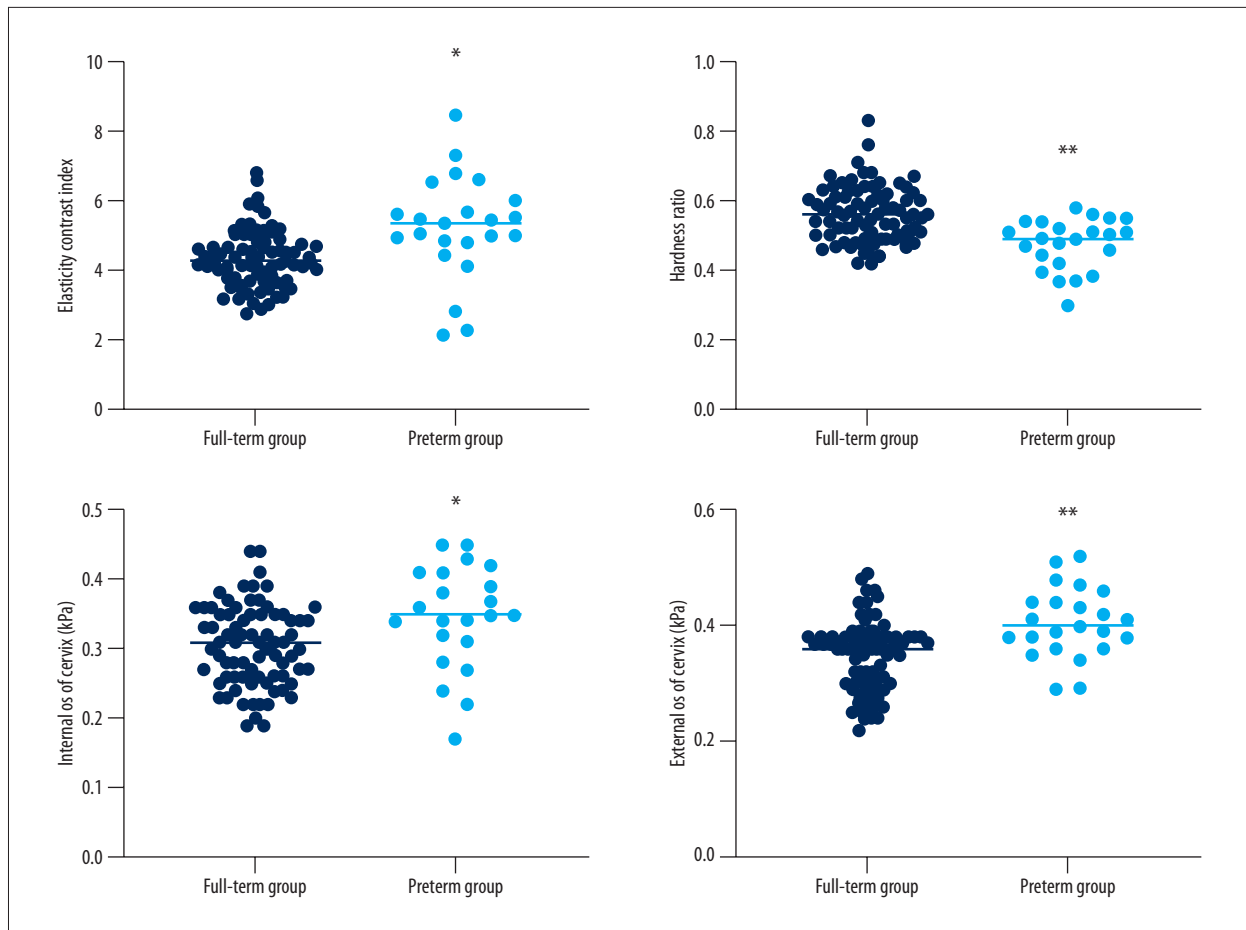 Elasticity contrast index
10
8
6
4
2
0
*
Full-term group
Preterm group
Hardness ratio
1.0
0.8
0.6
0.4
0.2
0.0
**
Full-term group
Preterm group
Internal os of cervix (kPa)
0.5
0.4
0.3
0.2
0.1
0.0
*
Full-term group
Preterm group
External os of cervix (kPa)
0.6
0.4
0.2
0.0
**
Full-term group
Preterm group